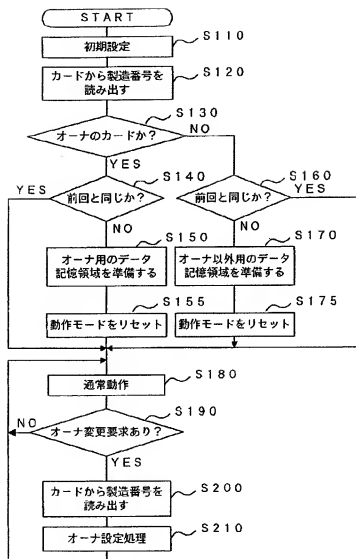 START
初期設定
S110
カードから製造番号を
読み出す
S120
オーナのカードか?
S130
YES
NO
前回と同じか?
S140
YES
NO
前回と同じか?
S160
YES
NO
オーナ用のデータ
記憶領域を準備する
S150
オーナ以外用のデータ
記憶領域を準備する
S170
動作モードをリセット
S155
動作モードをリセット
S175
通常動作
S180
オーナ変更要求あり?
S190
NO
YES
カードから製造番号を
読み出す
S200
オーナ設定処理
S210